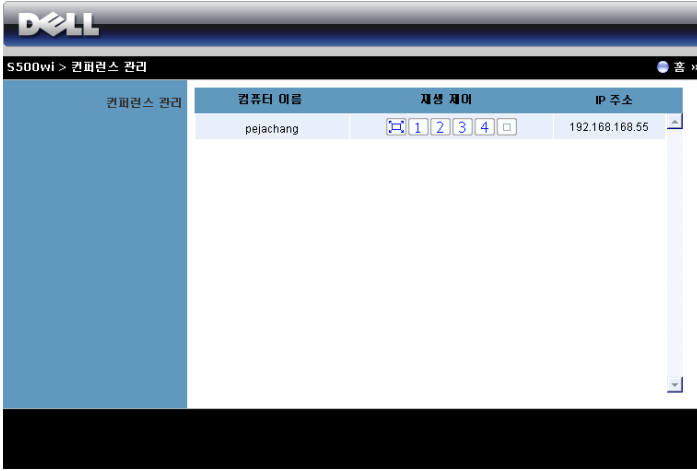 DELL
S500wi > 컨퍼런스 관리
홈 »
컨퍼런스 관리
컴퓨터 이름 재생 제어 IP 주소
pejachang 1 2 3 4 192.168.168.55